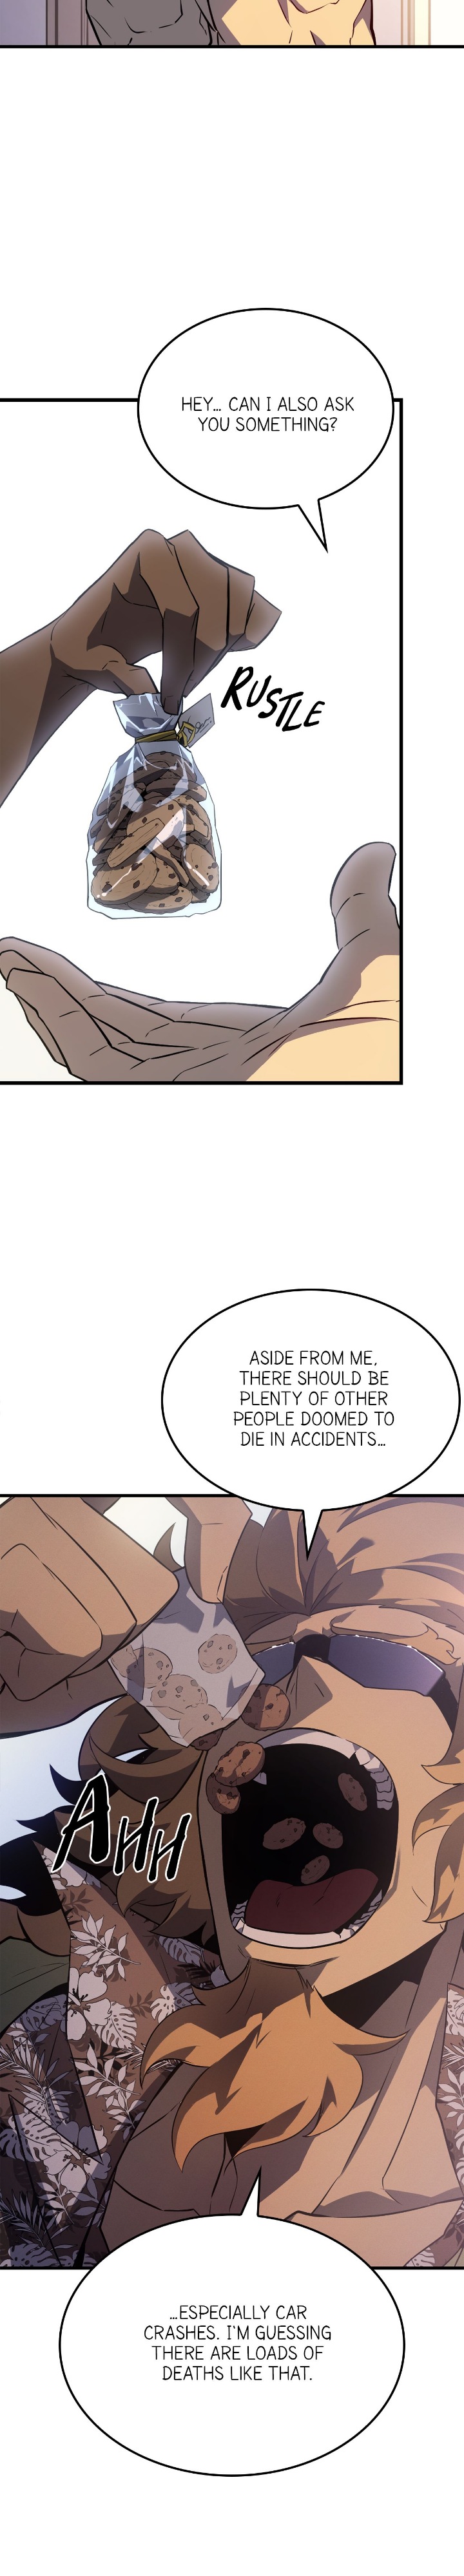 HEY... CAN I ALSO ASK
YOU SOMETHING?
RUSTLE
ASIDE FROM ME,
THERE SHOULD BE
PLENTY OF OTHER
PEOPLE DOOMED TO
DIE IN ACCIDENTS...
AHH
...ESPECIALLY CAR
CRASHES. I'M GUESSING
THERE ARE LOADS OF
DEATHS LIKE THAT.